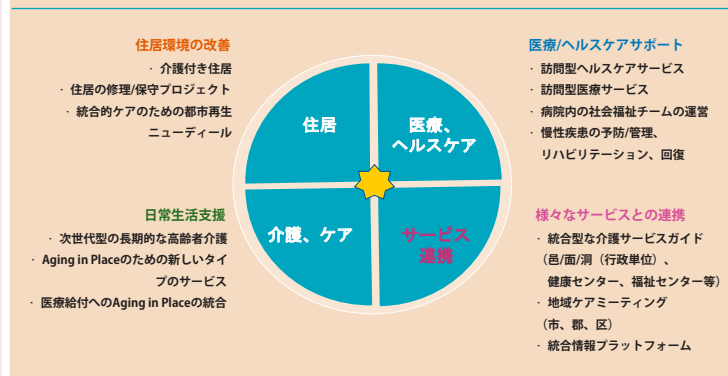 住居環境の改善
· 介護付き住居
· 住居の修理/保守プロジェクト
· 統合的ケアのための都市再生
ニューディール
医療/ヘルスケアサポート
· 訪問型ヘルスケアサービス
· 訪問型医療サービス
· 病院内の社会福祉チームの運営
· 慢性疾患の予防/管理、
リハビリテーション、回復
住居
医療、
ヘルスケア
介護、ケア
サービス
連携
日常生活支援
· 次世代型の長期的な高齢者介護
· Aging in Placeのための新しいタイ
プのサービス
· 医療給付へのAging in Placeの統合
様々なサービスとの連携
· 統合型な介護サービスガイド
（邑/面/洞（行政単位）、
健康センター、福祉センター等）
· 地域ケアミーティング
（市、郡、区）
· 統合情報プラットフォーム